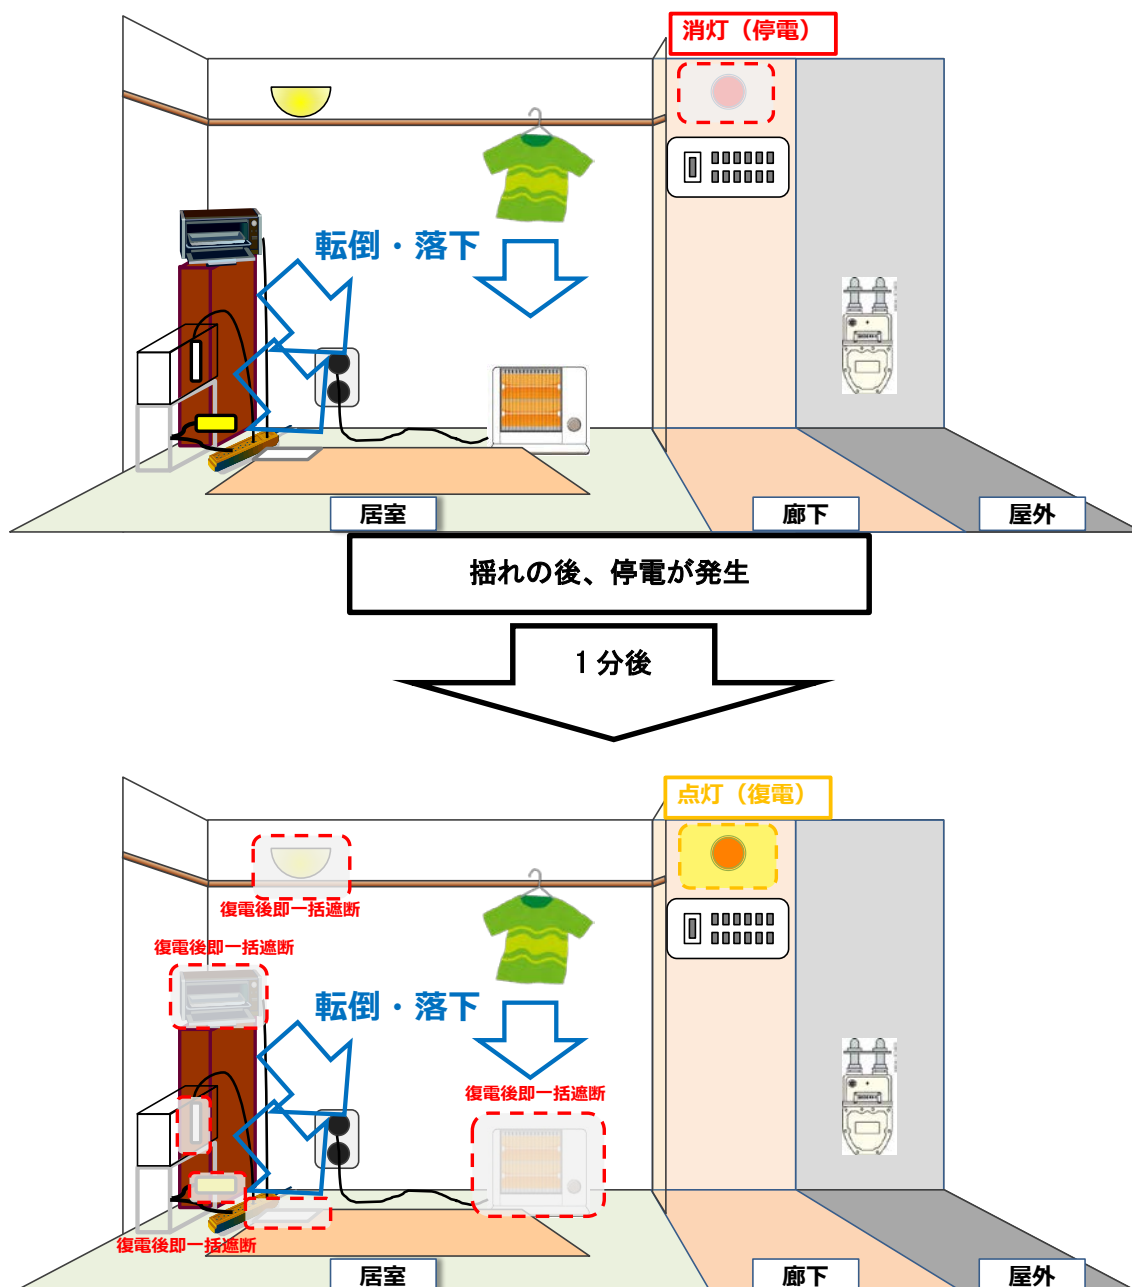 消灯（停電）
転倒・落下
居室
廊下
屋外
揺れの後、停電が発生
1分後
点灯（復電）
復電後即一括遮断
復電後即一括遮断
転倒・落下
復電後即一括遮断
復電後即一括遮断
居室
廊下
屋外